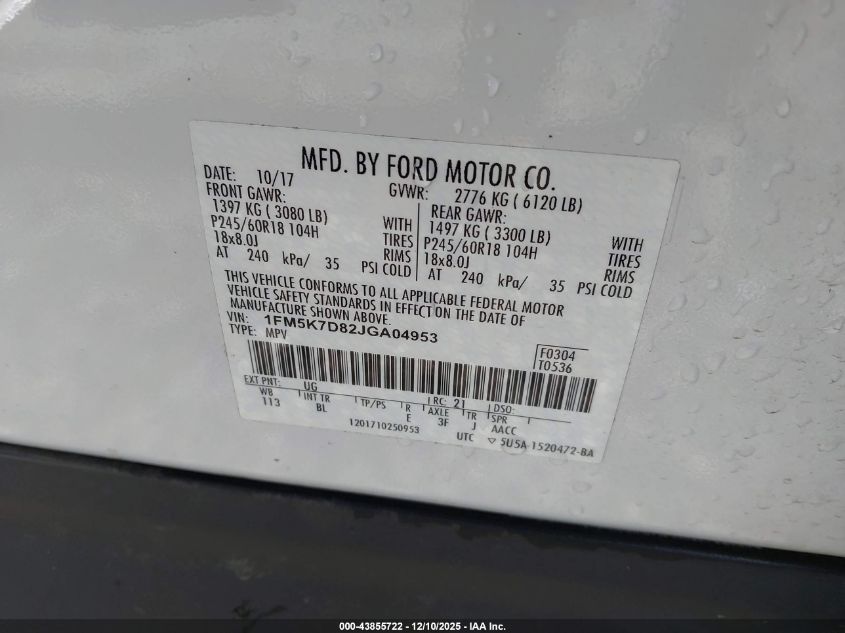 MFD. BY FORD MOTOR CO.
DATE: 10/17 GVWR: 2776 KG ( 6120 LB)
FRONT GAWR: REAR GAWR:
1397 KG ( 3080 LB) WITH 1497 KG ( 3300 LB) WITH
P245/60R18 104H TIRES P245/60R18 104H TIRES
18x8.0J RIMS 18x8.0J RIMS
AT 240 kPa/ 35 PSI COLD AT 240 kPa/ 35 PSI COLD
THIS VEHICLE CONFORMS TO ALL APPLICABLE FEDERAL MOTOR
VEHICLE SAFETY STANDARDS IN EFFECT ON THE DATE OF
MANUFACTURE SHOWN ABOVE.
VIN: 1FM5K7D82JGA04953
TYPE: MPV
F0304
T0536
EXT PNT: UG RC: 21 DSO:
WB INT TR TP/PS R AXLE TR SPR
113 BL E 3F J AACC
1201710250953 UTC ▽ 5U5A-1520472-BA
000-43855722 - 12/10/2025 - IAA Inc.